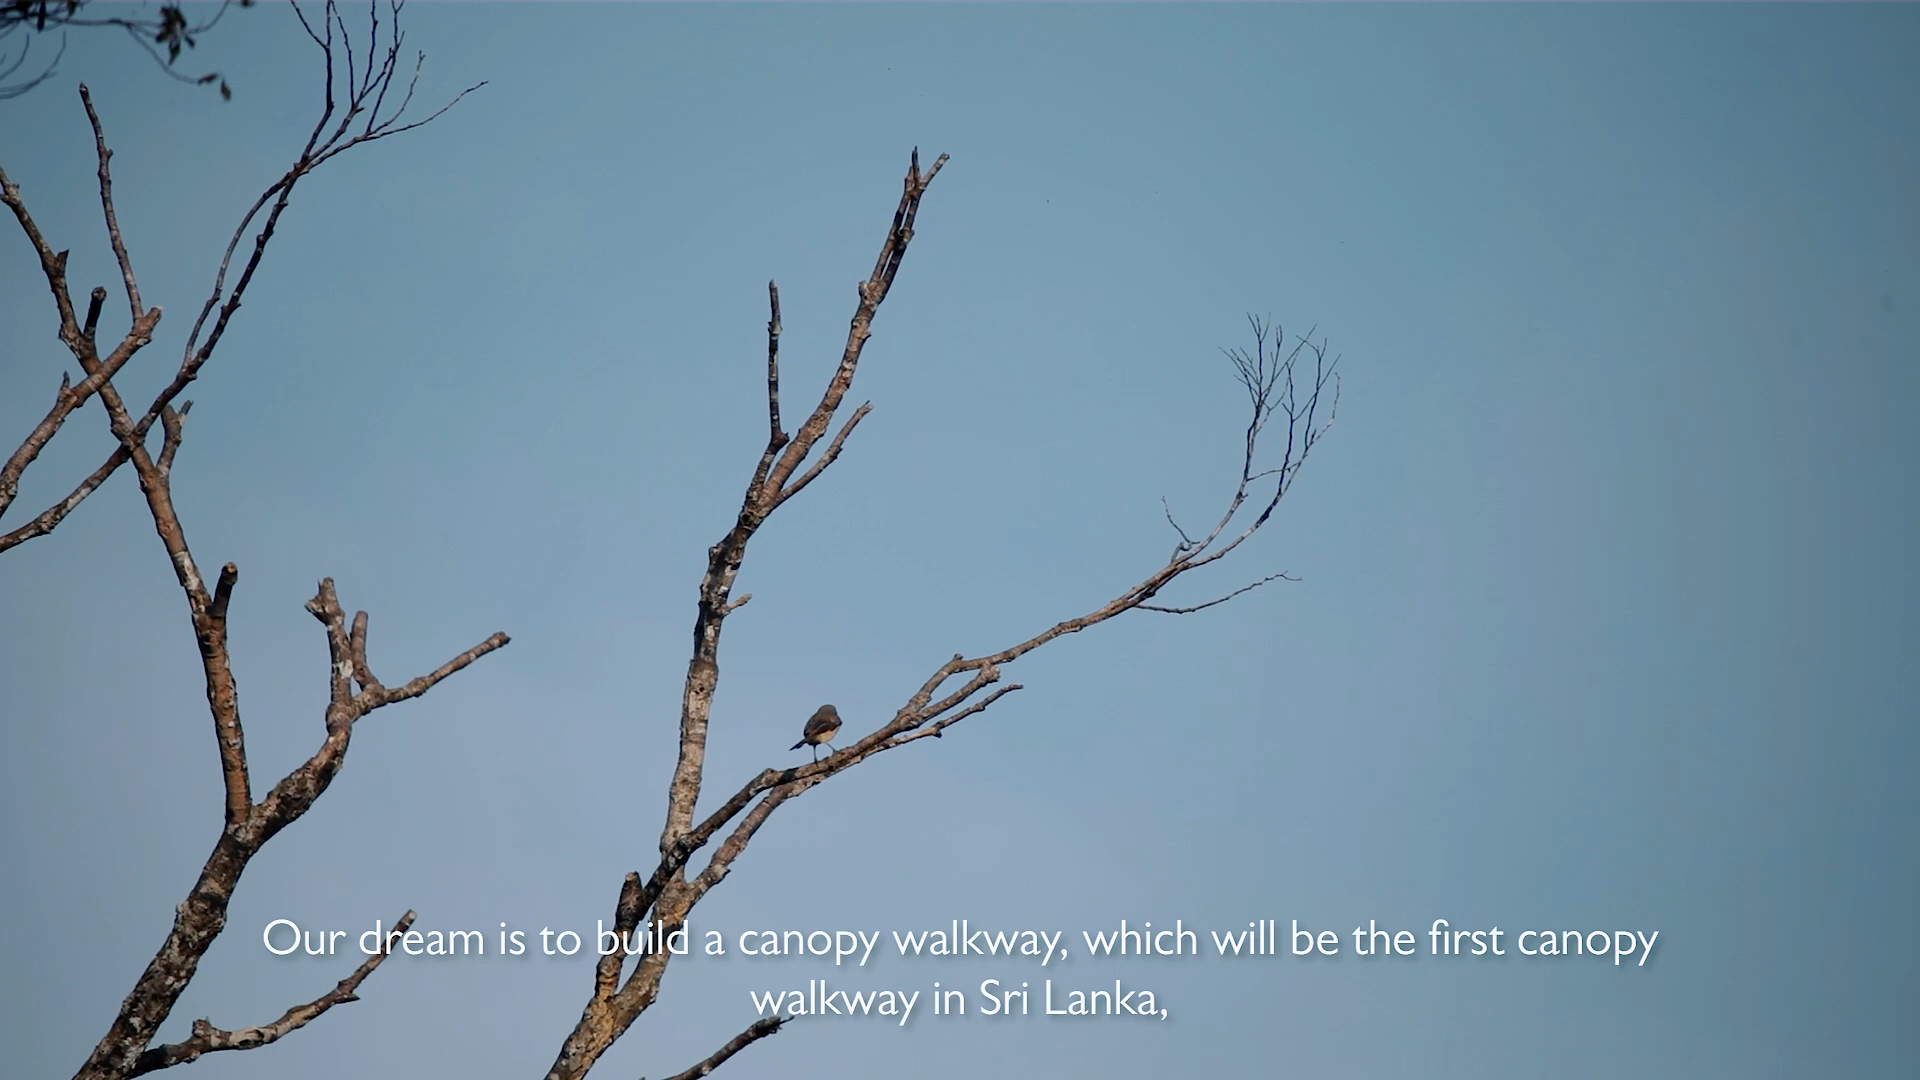 Our dream is to build a canopy walkway, which will be the first canopy
walkway in Sri Lanka,